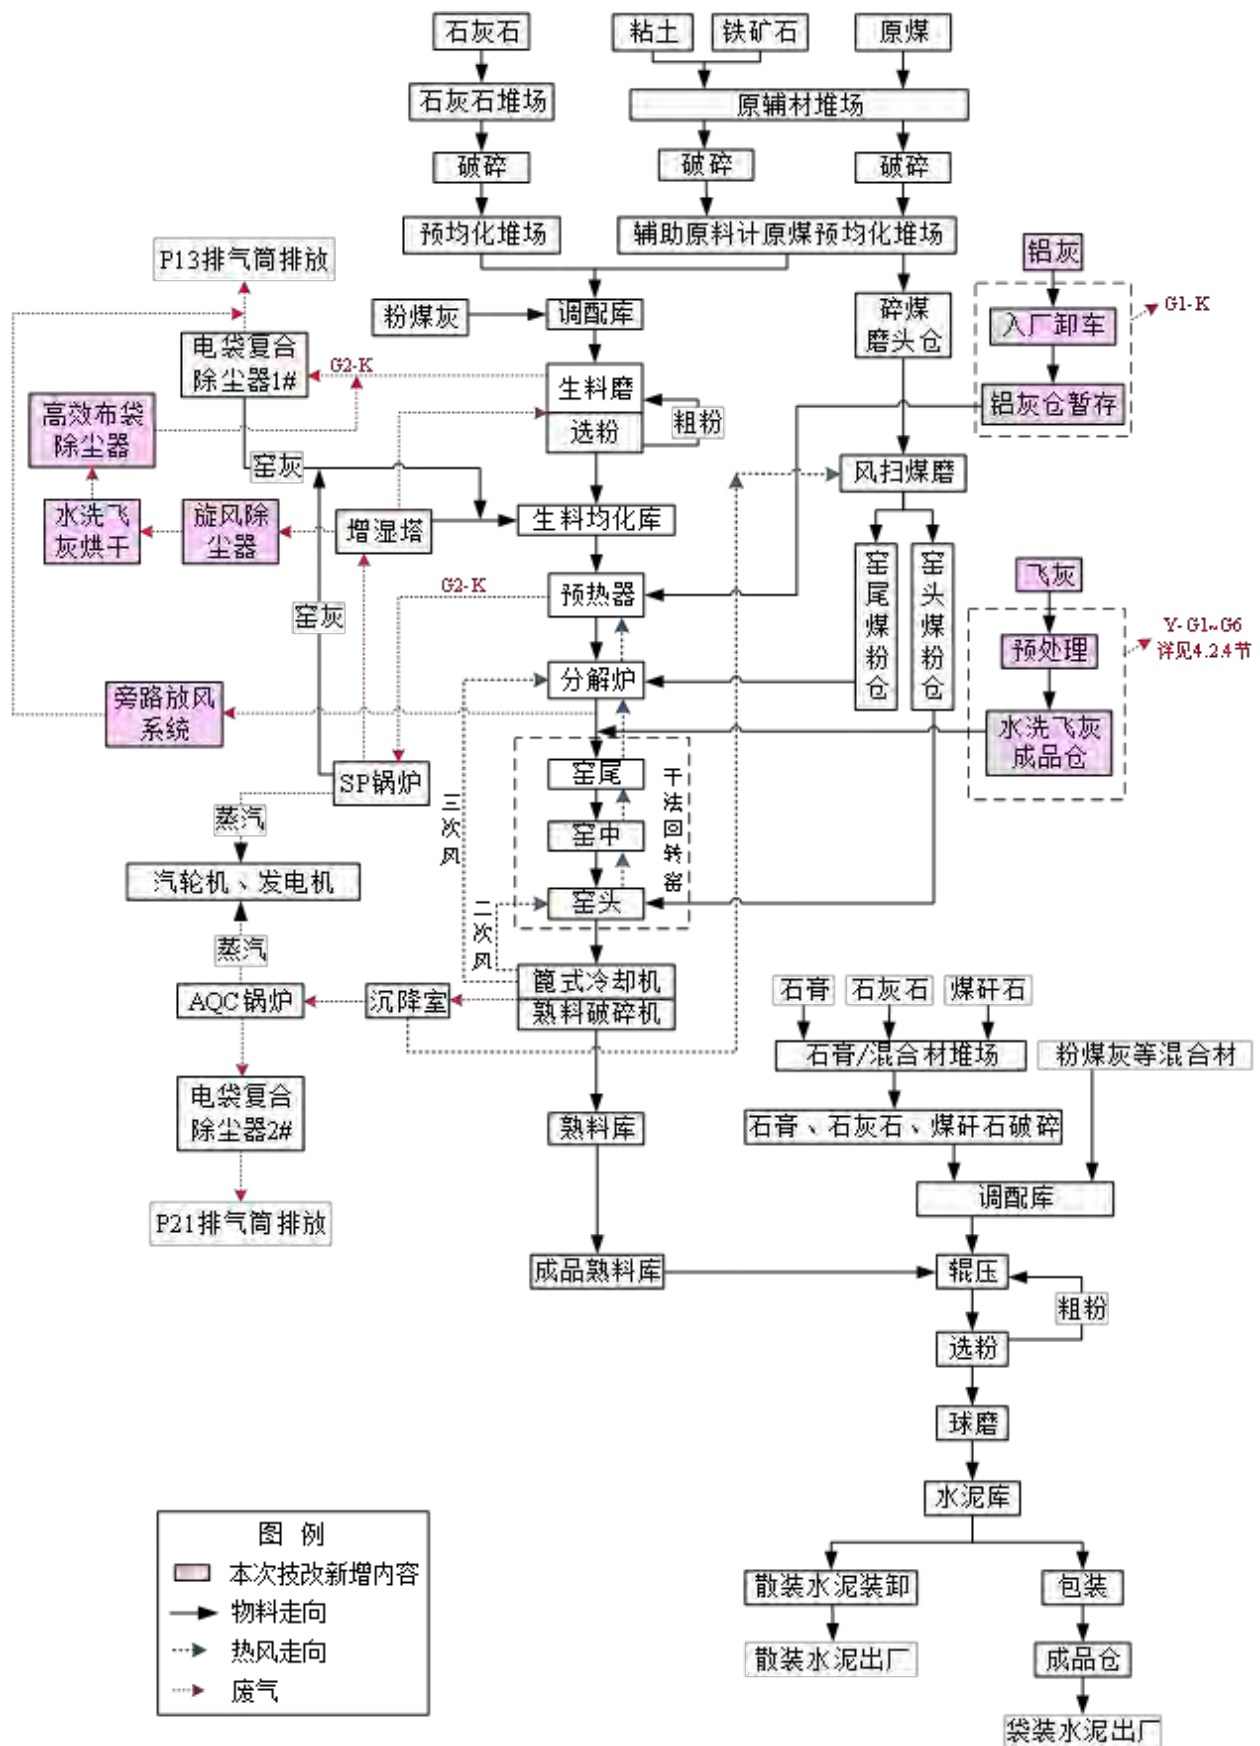 石灰石
粘土
铁矿石
原煤
石灰石堆场
原辅材堆场
破碎
破碎
破碎
预均化堆场
辅助原料计原煤预均化堆场
P13排气筒排放
铝灰
粉煤灰
调配库
碎煤
磨头仓
入厂卸车
G1-K
电袋复合
除尘器1#
G2-K
生料磨
选粉
粗粉
铝灰仓暂存
高效布袋
除尘器
窑灰
风扫煤磨
水洗飞
灰烘干
旋风除
尘器
增湿塔
生料均化库
窑灰
G2-K
预热器
窑尾煤粉仓
窑头煤粉仓
飞灰
预处理
Y-G1~G6
详见4.2.4节
分解炉
旁路放风
系统
水洗飞灰
成品仓
SP锅炉
三次风
窑尾
窑中
窑头
干法回转窑
蒸汽
汽轮机、发电机
二次风
蒸汽
AQC锅炉
沉降室
篦式冷却机
熟料破碎机
石膏
石灰石
煤矸石
石膏/混合材堆场
粉煤灰等混合材
电袋复合
除尘器2#
熟料库
石膏、石灰石、煤矸石破碎
调配库
P21排气筒排放
成品熟料库
辊压
粗粉
选粉
球磨
水泥库
散装水泥装卸
包装
散装水泥出厂
成品仓
袋装水泥出厂
图 例
本次技改新增内容
物料走向
热风走向
废气